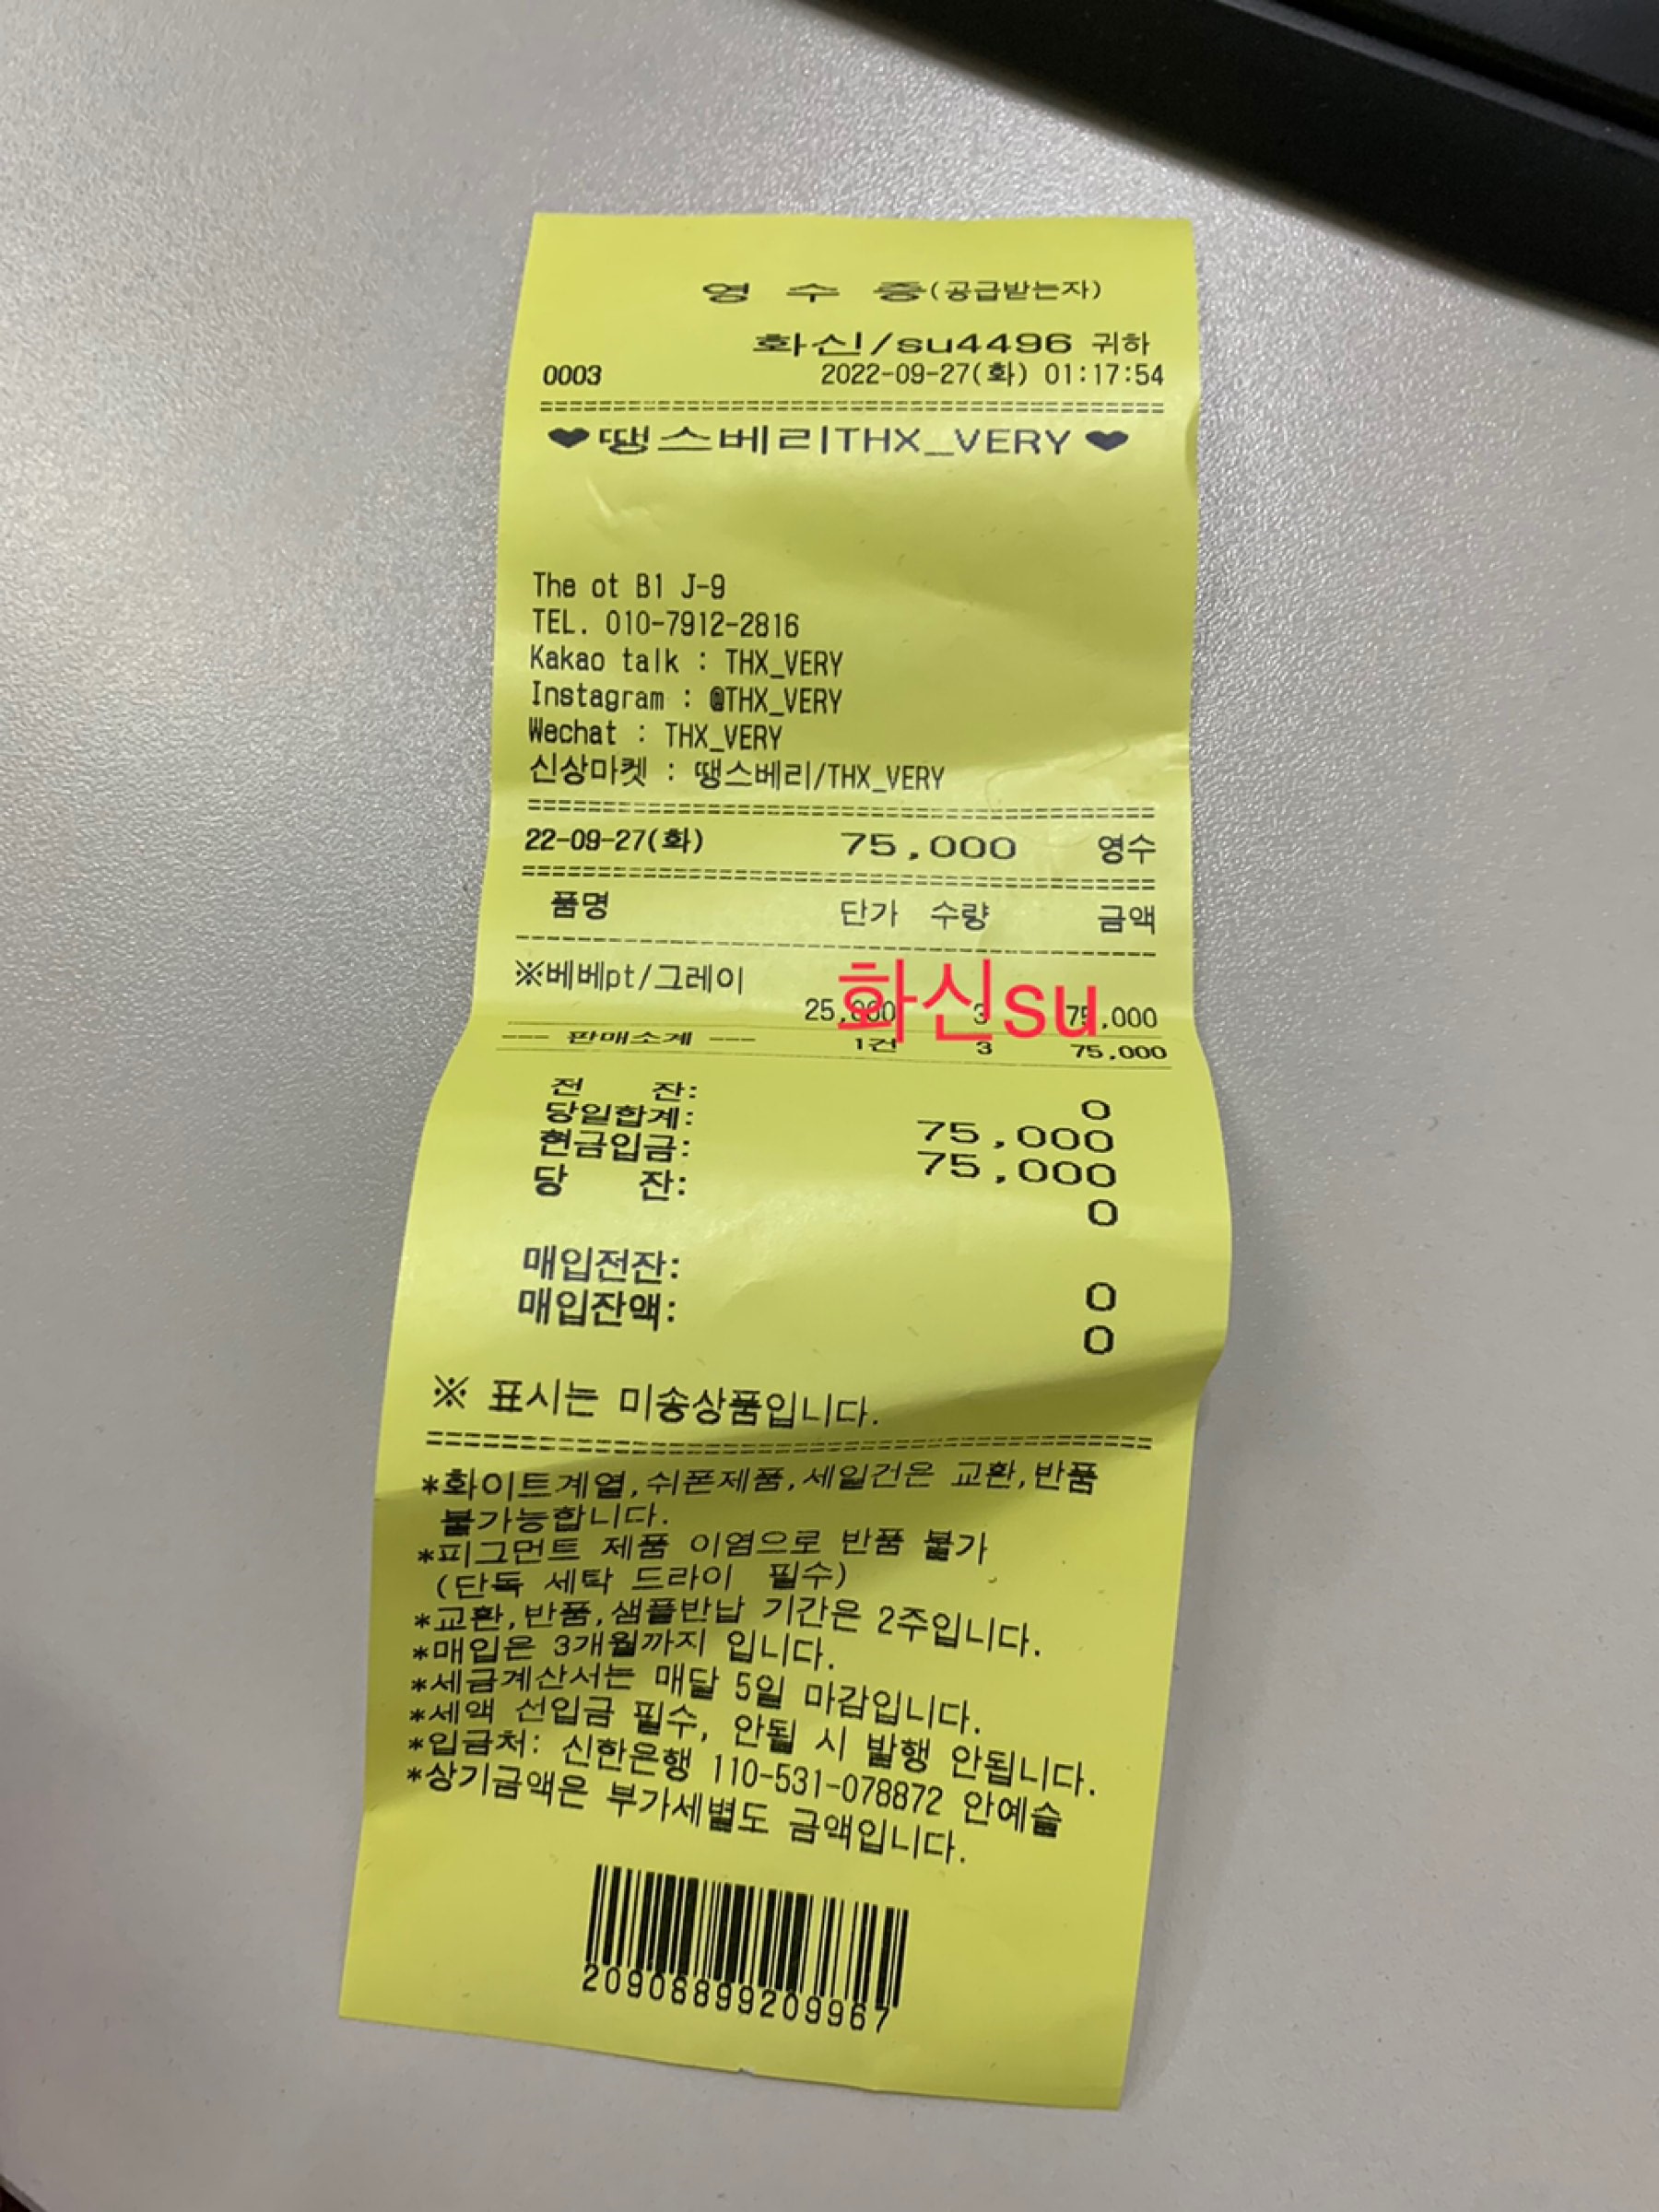 영 수 증(공급받는자)
화신/su4496 귀하
0003 2022-09-27(화) 01:17:54
♥땡스베리|THX_VERY♥
The ot B1 J-9
TEL. 010-7912-2816
Kakao talk : THX_VERY
Instagram : @THX_VERY
Wechat : THX_VERY
신상마켓 : 땡스베리/THX_VERY
22-09-27(화) 75,000 영수
품명 단가 수량 금액
※베베pt/그레이
25,000 3 75,000
화신su
--- 판매소계 --- 1건 3 75,000
전 잔: 0
당일합계: 75,000
현금입금: 75,000
당 잔: 0
매입전잔: 0
매입잔액: 0
※ 표시는 미송상품입니다.
*화이트계열,쉬폰제품,세일건은 교환,반품
불가능합니다.
*피그먼트 제품 이염으로 반품 불가
(단독 세탁 드라이 필수)
*교환,반품,샘플반납 기간은 2주입니다.
*매입은 3개월까지 입니다.
*세금계산서는 매달 5일 마감입니다.
*세액 선입금 필수, 안될 시 발행 안됩니다.
*입금처: 신한은행 110-531-078872 안예슬
*상기금액은 부가세별도 금액입니다.
20906899209967